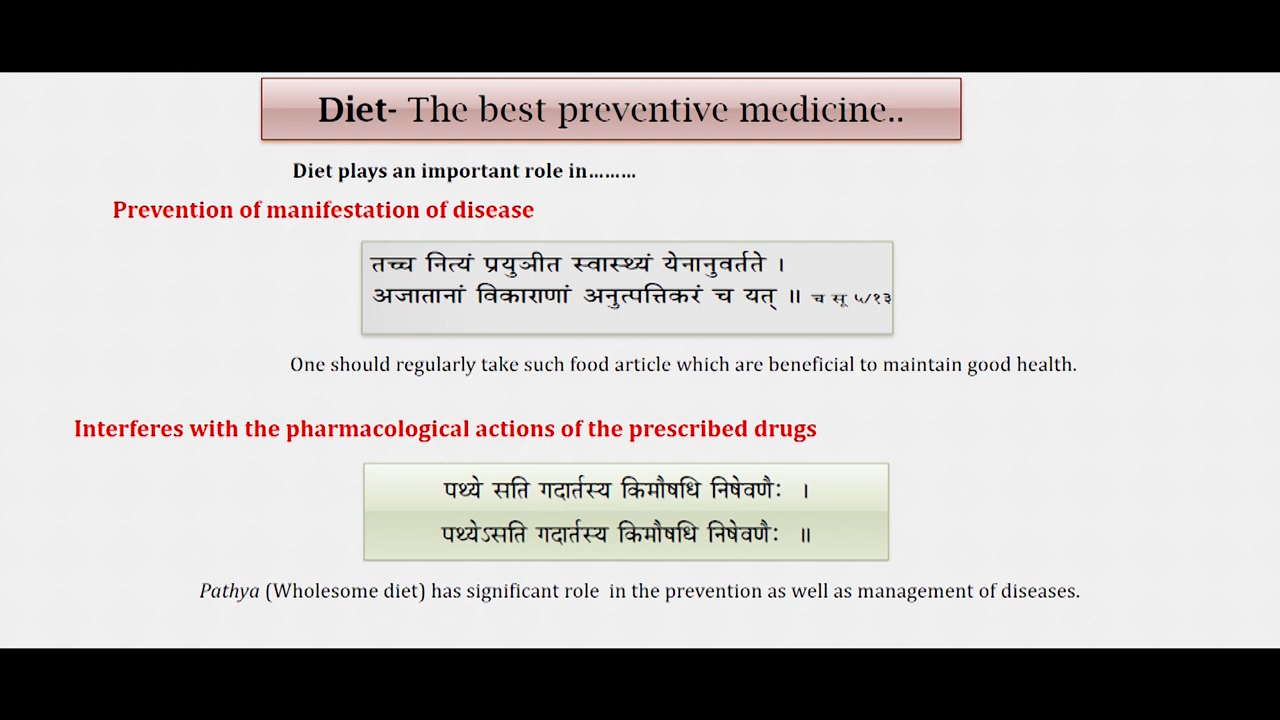 Diet- The best preventive medicine..
Diet plays an important role in………
Prevention of manifestation of disease
तच्च नित्यं प्रयुञीत स्वास्थ्यं येनानुवर्तते ।
अजातानां विकाराणां अनुत्पत्तिकरं च यत् ॥ च सू ५/१३
One should regularly take such food article which are beneficial to maintain good health.
Interferes with the pharmacological actions of the prescribed drugs
पथ्ये सति गदार्तस्य किमौषधि निषेवणैः ।
पथ्येऽसति गदार्तस्य किमौषधि निषेवणैः ॥
Pathya (Wholesome diet) has significant role in the prevention as well as management of diseases.